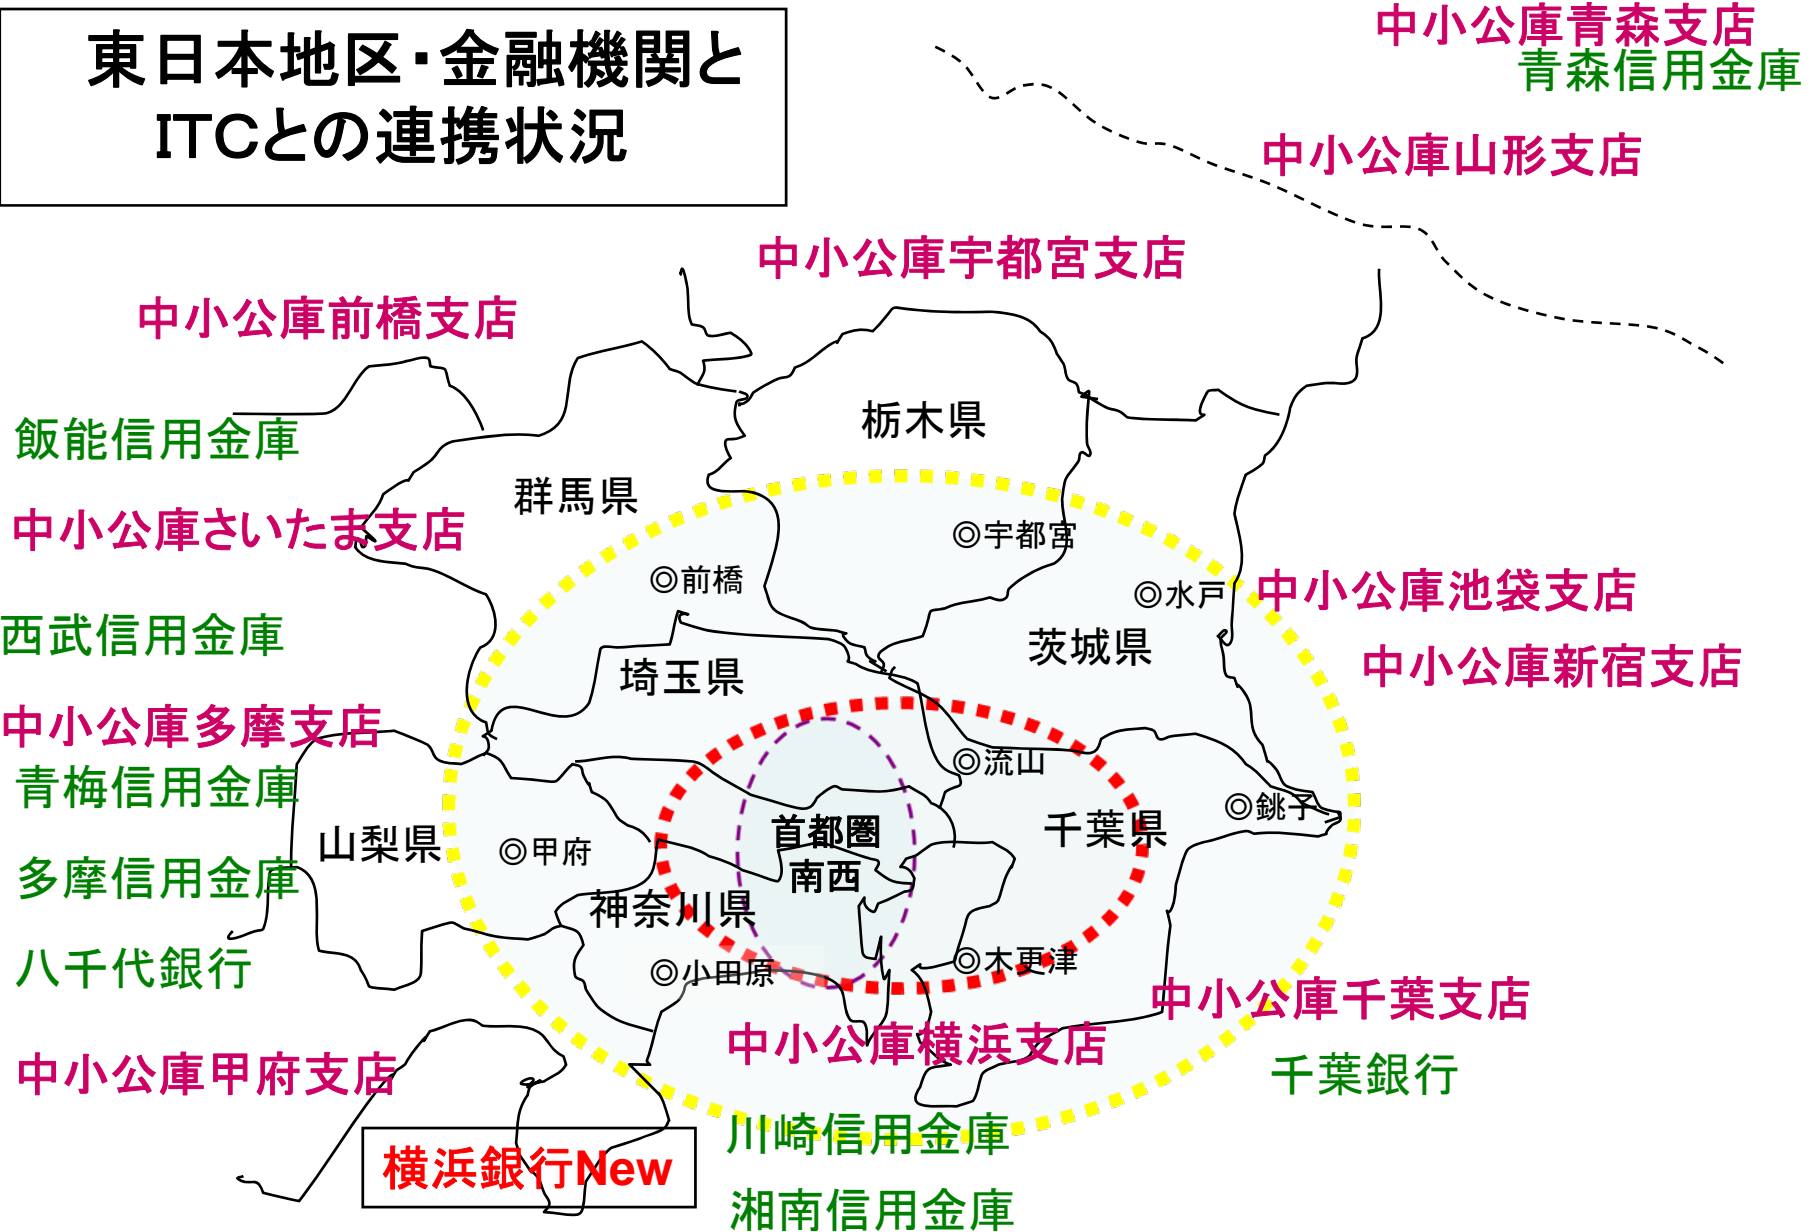 東日本地区・金融機関と
ITCとの連携状況
中小公庫青森支店
青森信用金庫
中小公庫山形支店
中小公庫宇都宮支店
中小公庫前橋支店
栃木県
飯能信用金庫
群馬県
中小公庫さいたま支店
◎宇都宮
◎前橋
◎水戸
中小公庫池袋支店
西武信用金庫
茨城県
埼玉県
中小公庫新宿支店
中小公庫多摩支店
◎流山
青梅信用金庫
◎銚子
首都圏
南西
千葉県
山梨県
◎甲府
多摩信用金庫
神奈川県
八千代銀行
◎小田原
◎木更津
中小公庫千葉支店
中小公庫横浜支店
中小公庫甲府支店
千葉銀行
川崎信用金庫
横浜銀行New
湘南信用金庫